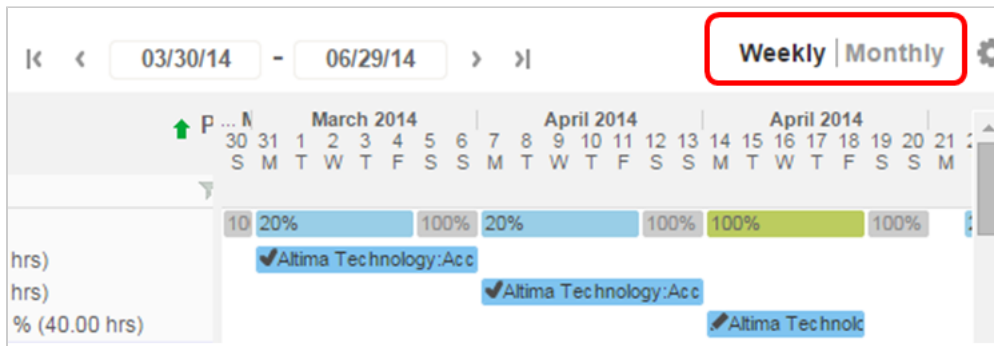 03/30/14 - 06/29/14 Weekly | Monthly
P ... March 2014 April 2014 April 2014
30 31 1 2 3 4 5 6 7 8 9 10 11 12 13 14 15 16 17 18 19 20 21
S M T W T F S S M T W T F S S M T W T F S S M
10 20% 100% 20% 100% 100% 100%
hrs) Altima Technology:Acc
hrs) Altima Technology:Acc
% (40.00 hrs) Altima Technolo